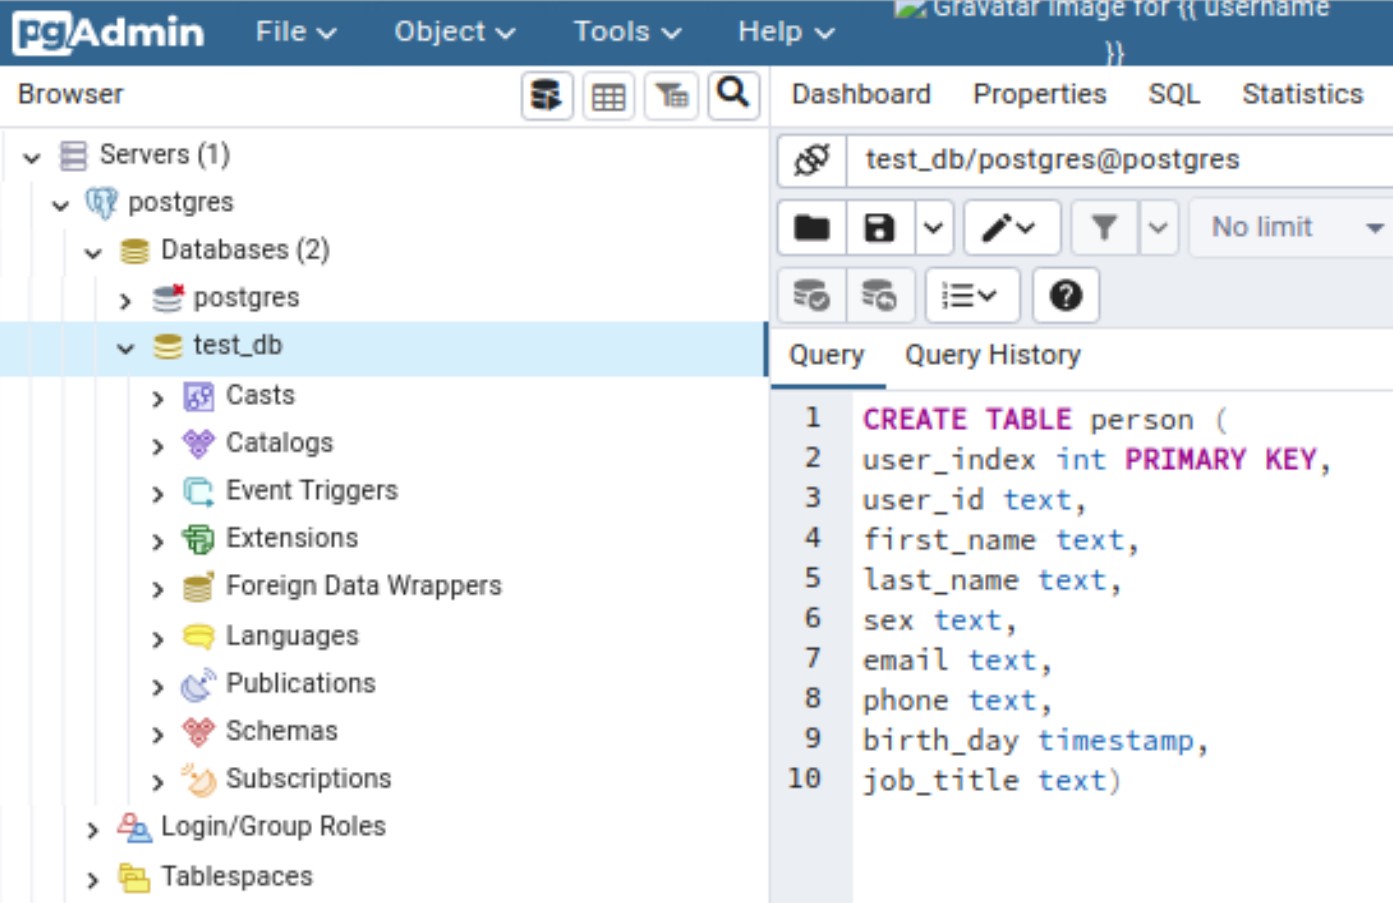 pgAdmin File Object Tools Help Gravatar image for {{ username
}}
Browser
Dashboard Properties SQL Statistics
Servers (1)
postgres
Databases (2)
postgres
test_db
Casts
Catalogs
Event Triggers
Extensions
Foreign Data Wrappers
Languages
Publications
Schemas
Subscriptions
Login/Group Roles
Tablespaces
test_db/postgres@postgres
No limit
Query Query History
1 CREATE TABLE person (
2 user_index int PRIMARY KEY,
3 user_id text,
4 first_name text,
5 last_name text,
6 sex text,
7 email text,
8 phone text,
9 birth_day timestamp,
10 job_title text)